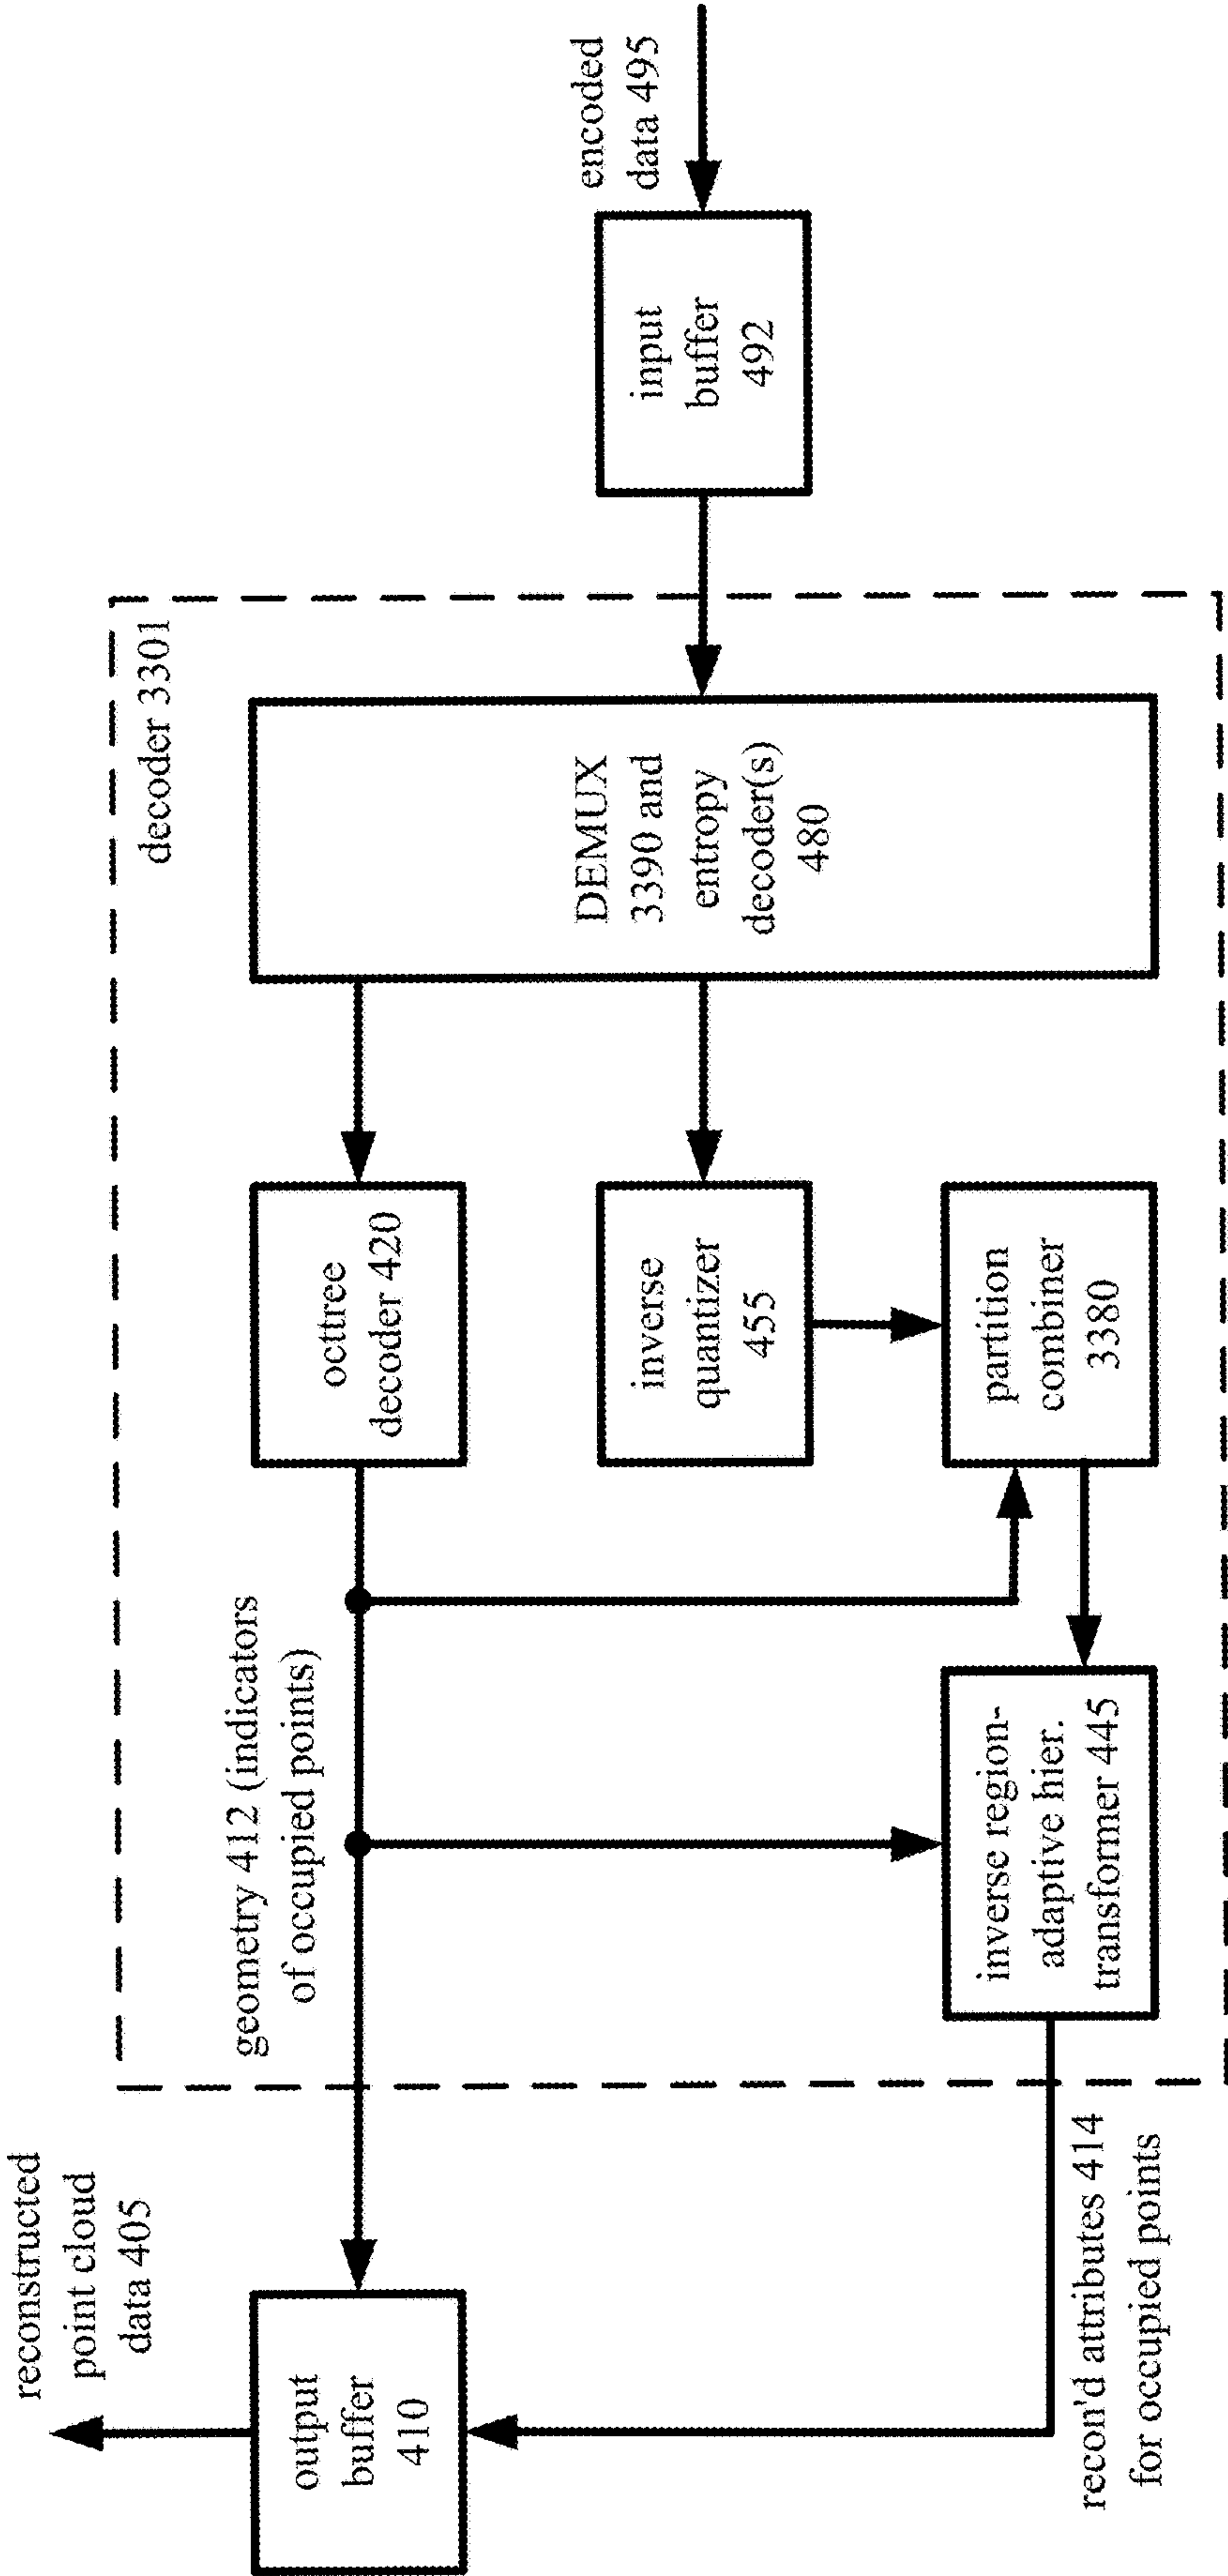 encoded
data 495
input
buffer
492
decoder 3301
DEMUX
3390 and
entropy
decoder(s)
480
octtree
decoder 420
inverse
quantizer
455
partition
combiner
3380
geometry 412 (indicators
of occupied points)
inverse region-
adaptive hier.
transformer 445
reconstructed
point cloud
data 405
output
buffer
410
recon'd attributes 414
for occupied points